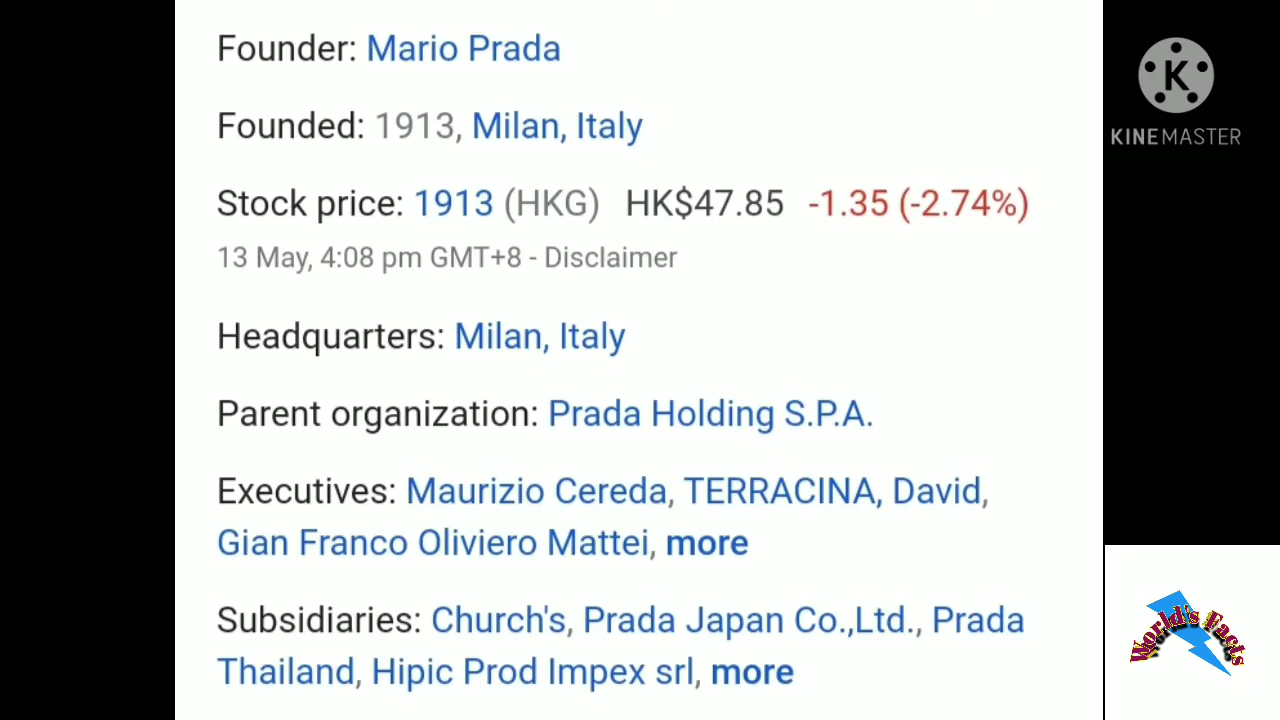 Founder: Mario Prada
Founded: 1913, Milan, Italy
Stock price: 1913 (HKG) HK$47.85 -1.35 (-2.74%)
13 May, 4:08 pm GMT+8 - Disclaimer
Headquarters: Milan, Italy
Parent organization: Prada Holding S.P.A.
Executives: Maurizio Cereda, TERRACINA, David,
Gian Franco Oliviero Mattei, more
Subsidiaries: Church's, Prada Japan Co.,Ltd., Prada
Thailand, Hipic Prod Impex srl, more
K
KINEMASTER
World's Facts